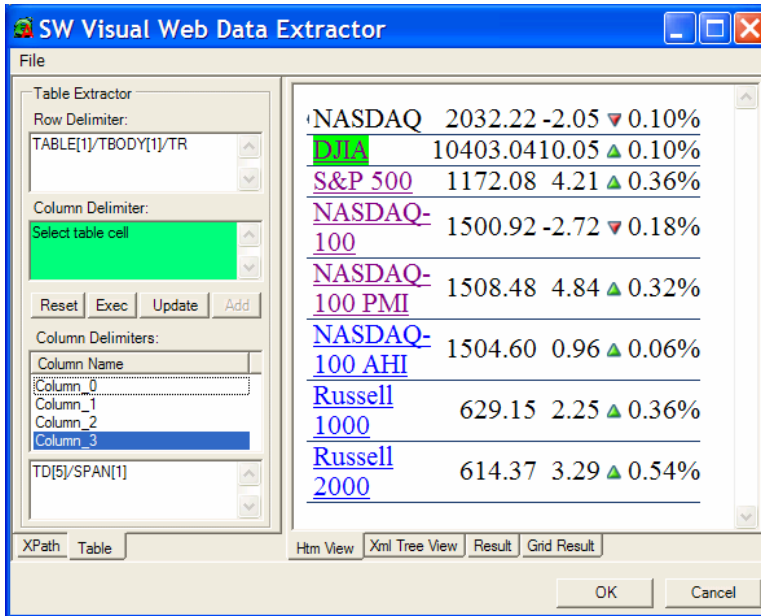 SW Visual Web Data Extractor
File
Table Extractor
Row Delimiter:
TABLE[1]/TBODY[1]/TR
Column Delimiter:
Select table cell
Reset Exec Update Add
Column Delimiters:
Column Name
Column_0
Column_1
Column_2
Column_3
TD[5]/SPAN[1]
XPath Table
NASDAQ 2032.22 -2.05 0.10%
DJIA 10403.04 10.05 0.10%
S&P 500 1172.08 4.21 0.36%
NASDAQ-
100 1500.92 -2.72 0.18%
NASDAQ-
100 PMI 1508.48 4.84 0.32%
NASDAQ-
100 AHI 1504.60 0.96 0.06%
Russell
1000 629.15 2.25 0.36%
Russell
2000 614.37 3.29 0.54%
Htm View Xml Tree View Result Grid Result
OK Cancel